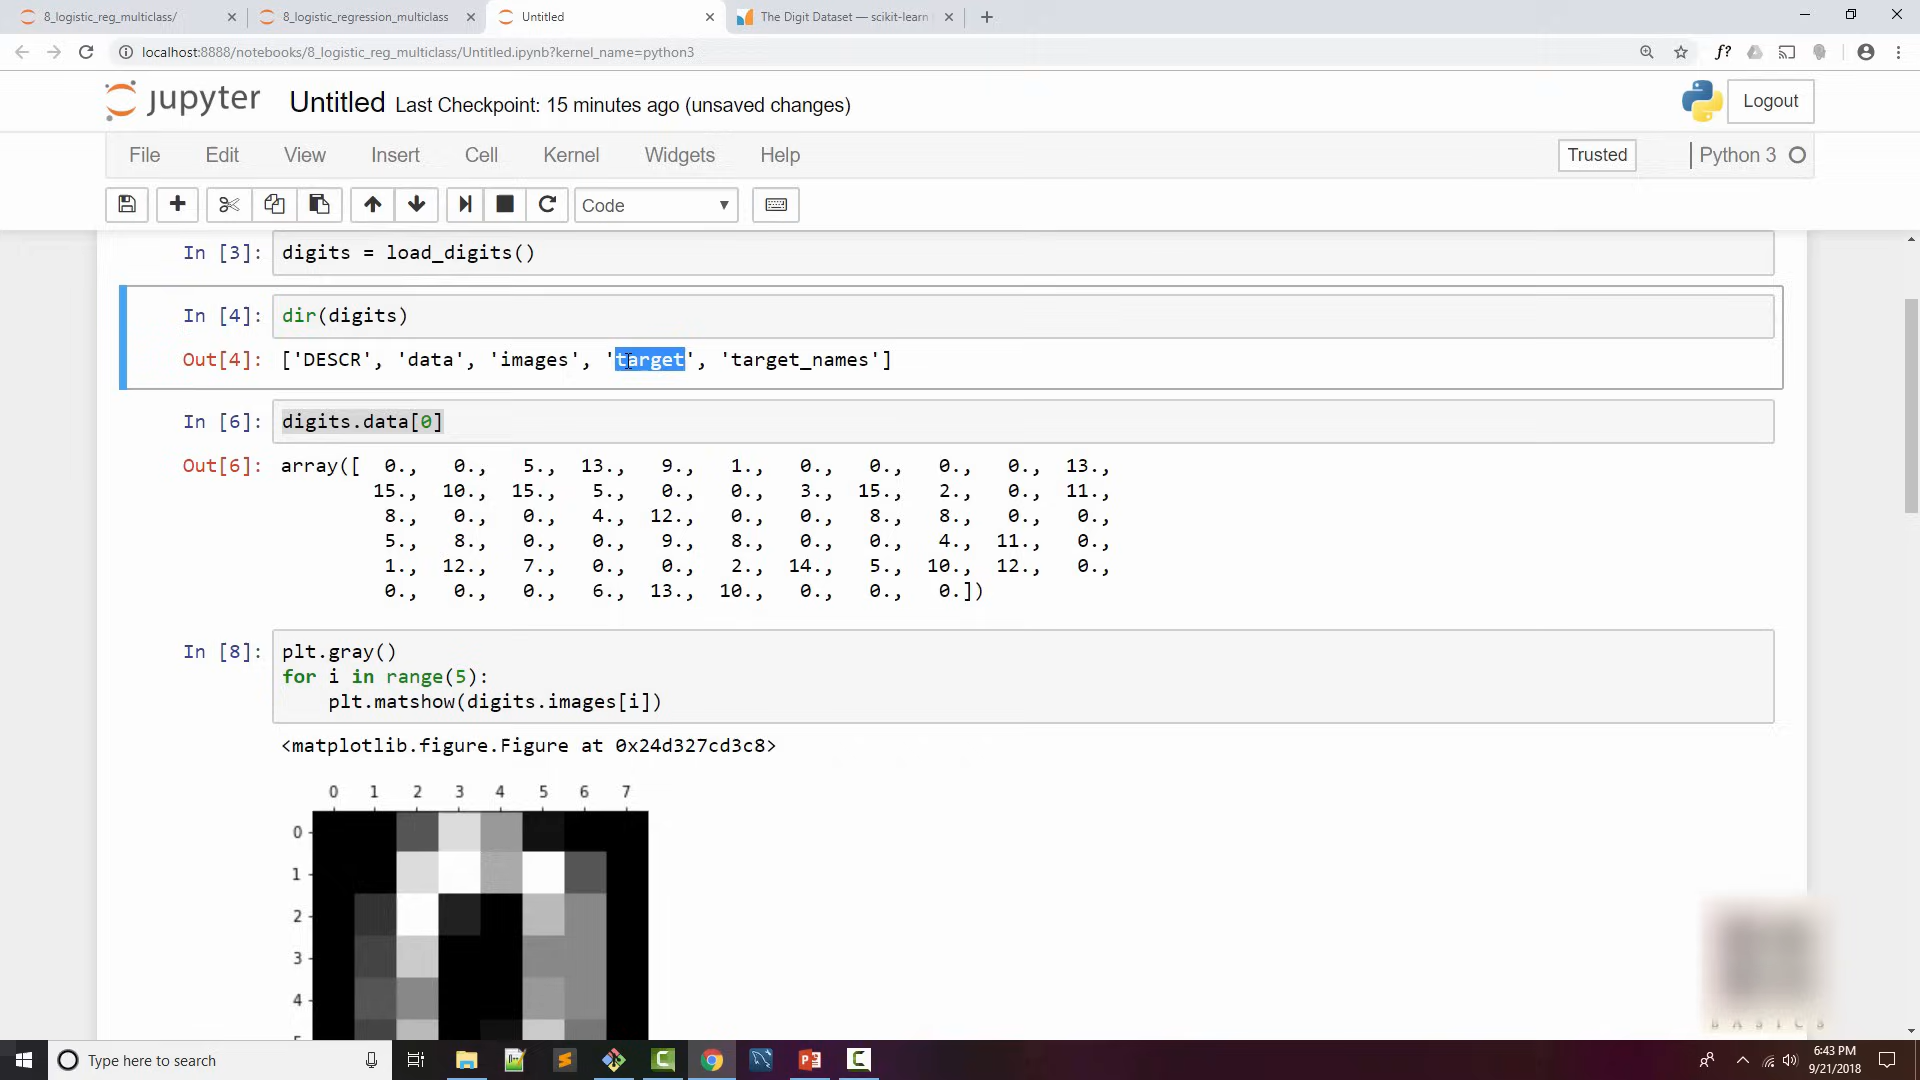 8_logistic_reg_multiclass/
8_logistic_regression_multiclass
Untitled
The Digit Dataset — scikit-learn
localhost:8888/notebooks/8_logistic_reg_multiclass/Untitled.ipynb?kernel_name=python3
f?
jupyter Untitled Last Checkpoint: 15 minutes ago (unsaved changes)
Logout
File Edit View Insert Cell Kernel Widgets Help
Trusted
Python 3
Code
In [3]: digits = load_digits()
In [4]: dir(digits)
Out[4]: ['DESCR', 'data', 'images', 'target', 'target_names']
In [6]: digits.data[0]
Out[6]: array([ 0., 0., 5., 13., 9., 1., 0., 0., 0., 0., 13.,
15., 10., 15., 5., 0., 0., 3., 15., 2., 0., 11.,
8., 0., 0., 4., 12., 0., 0., 8., 8., 0., 0.,
5., 8., 0., 0., 9., 8., 0., 0., 4., 11., 0.,
1., 12., 7., 0., 0., 2., 14., 5., 10., 12., 0.,
0., 0., 0., 6., 13., 10., 0., 0., 0.])
In [8]: plt.gray()
for i in range(5):
plt.matshow(digits.images[i])
<matplotlib.figure.Figure at 0x24d327cd3c8>
0 1 2 3 4 5 6 7
0
1
2
3
4
BASICS
Type here to search
6:43 PM
9/21/2018